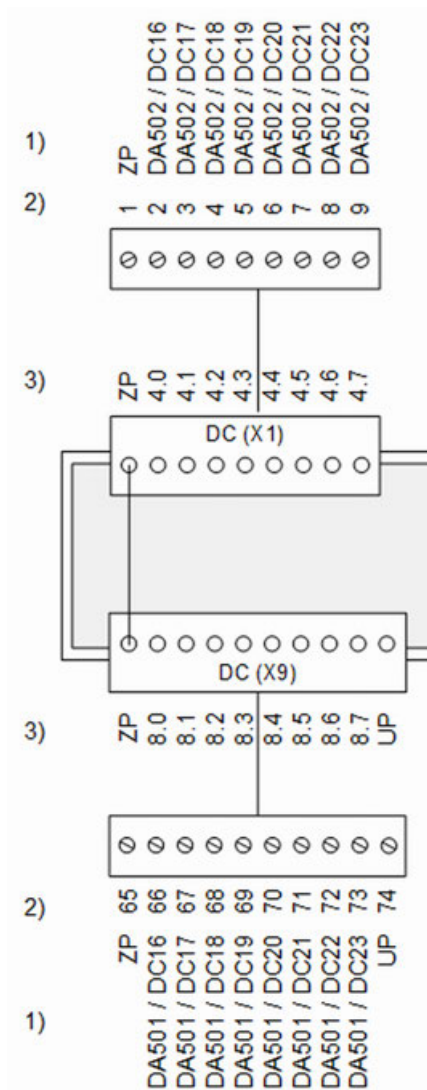 1) ZP DA502 / DC16 DA502 / DC17 DA502 / DC18 DA502 / DC19 DA502 / DC20 DA502 / DC21 DA502 / DC22 DA502 / DC23
2) 1 2 3 4 5 6 7 8 9
3) ZP 4.0 4.1 4.2 4.3 4.4 4.5 4.6 4.7
DC (X1)
DC (X9)
3) ZP 8.0 8.1 8.2 8.3 8.4 8.5 8.6 8.7 UP
2) 65 66 67 68 69 70 71 72 73 74
1) ZP DA501 / DC16 DA501 / DC17 DA501 / DC18 DA501 / DC19 DA501 / DC20 DA501 / DC21 DA501 / DC22 DA501 / DC23 UP